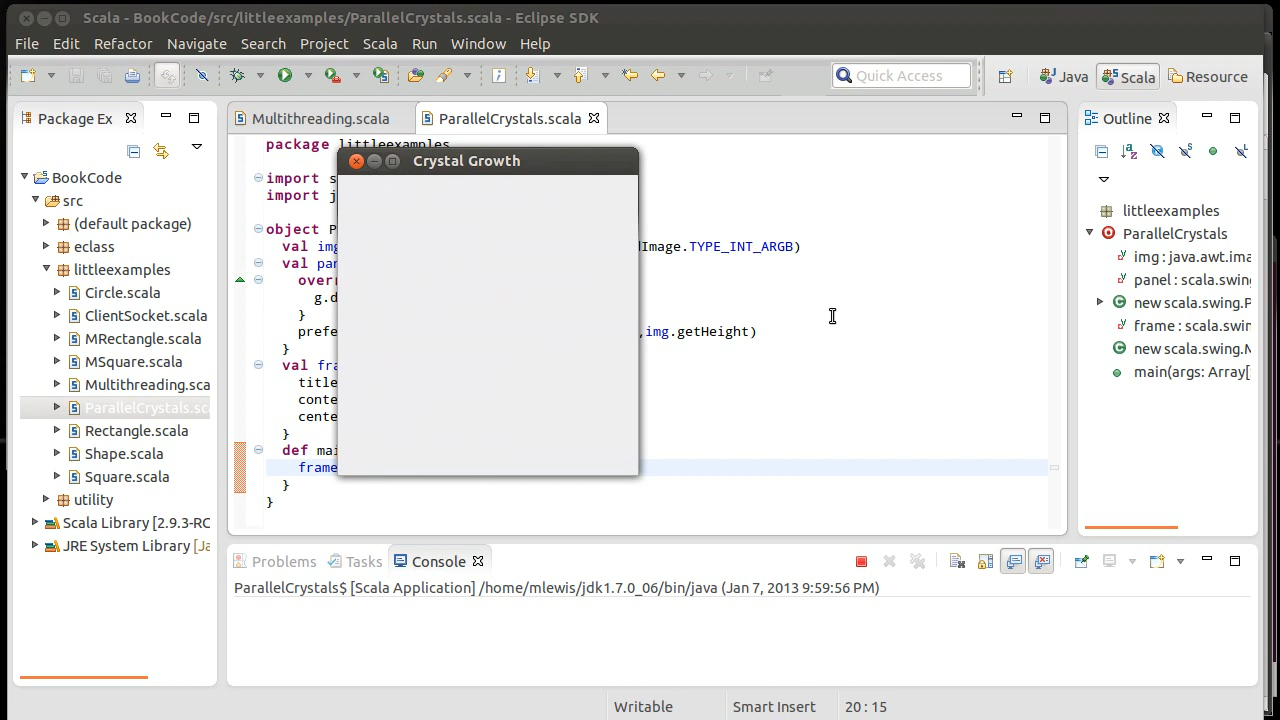 Scala - BookCode/src/littleexamples/ParallelCrystals.scala - Eclipse SDK
File Edit Refactor Navigate Search Project Scala Run Window Help
Quick Access
Java
Scala
Resource
Package Ex
Multithreading.scala
ParallelCrystals.scala
Outline
BookCode
src
(default package)
eclass
littleexamples
Circle.scala
ClientSocket.scala
MRectangle.scala
MSquare.scala
Multithreading.sca
ParallelCrystals.sca
Rectangle.scala
Shape.scala
Square.scala
utility
Scala Library [2.9.3-RC
JRE System Library [Ja
package littleexamples
Crystal Growth
import s
import j
object P
val img Image.TYPE_INT_ARGB)
val pan
overr
g.d
}
prefe ,img.getHeight)
}
val fra
title
conte
cente
}
def mai
frame
}
}
littleexamples
ParallelCrystals
img : java.awt.ima
panel : scala.swing
new scala.swing.P
frame : scala.swin
new scala.swing.M
main(args: Array[
Problems
Tasks
Console
ParallelCrystals$ [Scala Application] /home/mlewis/jdk1.7.0_06/bin/java (Jan 7, 2013 9:59:56 PM)
Writable
Smart Insert
20 : 15